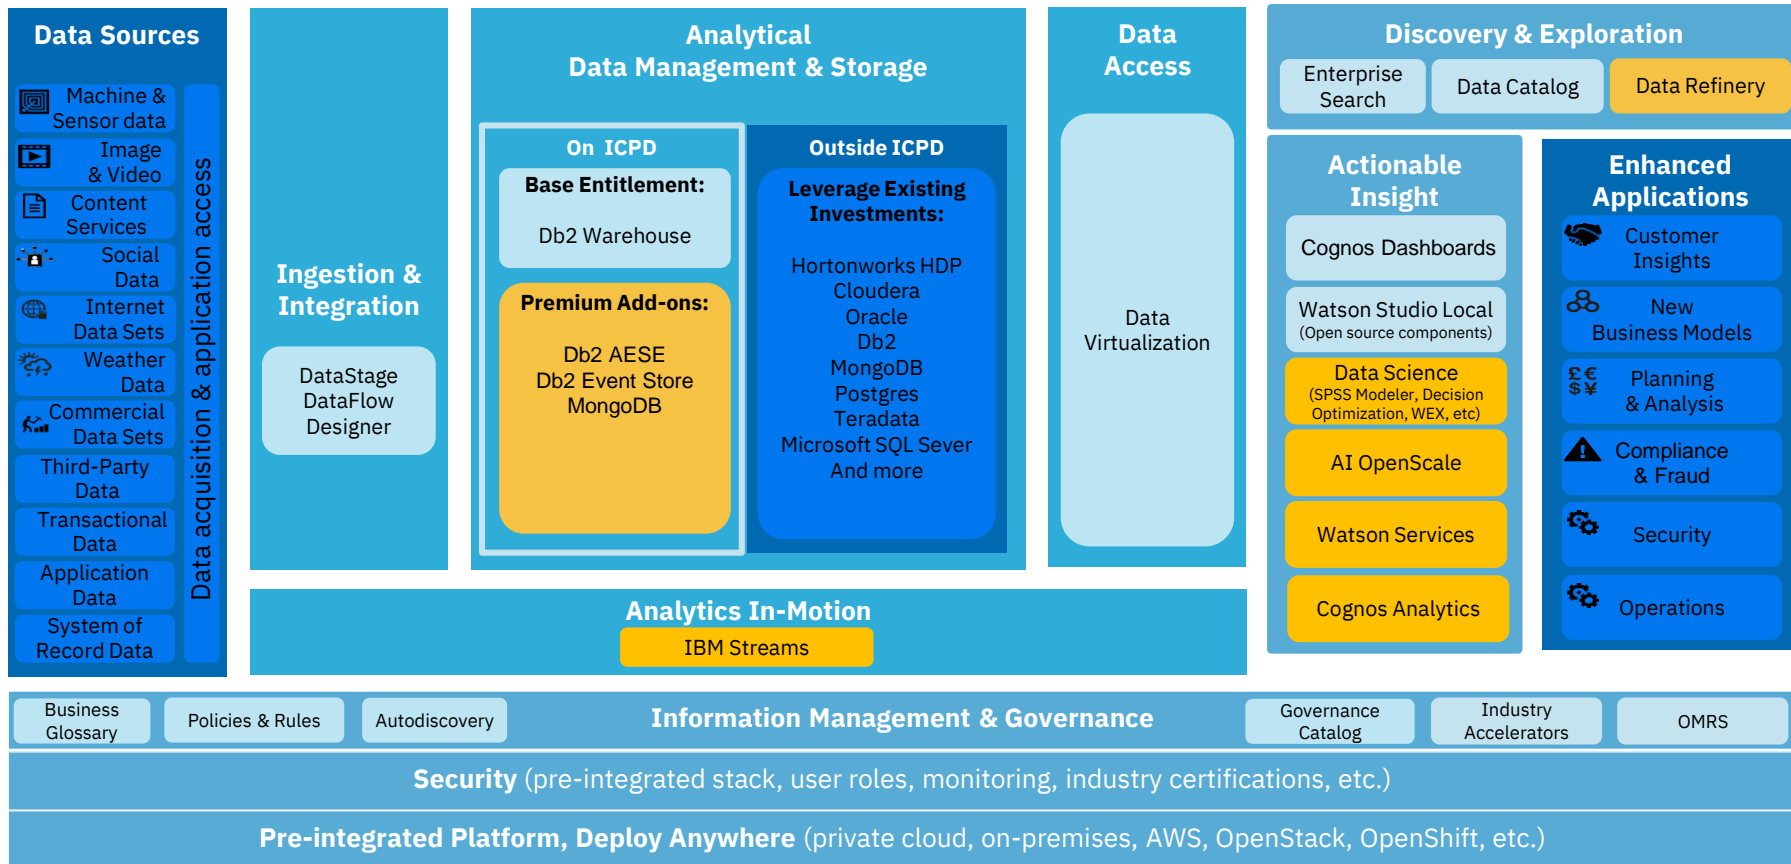 Data Sources
Machine &
Sensor data
Image
& Video
Content
Services
Social
Data
Internet
Data Sets
Weather
Data
Commercial
Data Sets
Third-Party
Data
Transactional
Data
Application
Data
System of
Record Data
Data acquisition & application access
Ingestion &
Integration
DataStage
DataFlow
Designer
Analytical
Data Management & Storage
On ICPD
Base Entitlement:
Db2 Warehouse
Premium Add-ons:
Db2 AESE
Db2 Event Store
MongoDB
Outside ICPD
Leverage Existing
Investments:
Hortonworks HDP
Cloudera
Oracle
Db2
MongoDB
Postgres
Teradata
Microsoft SQL Sever
And more
Data
Access
Data
Virtualization
Analytics In-Motion
IBM Streams
Discovery & Exploration
Enterprise
Search
Data Catalog
Data Refinery
Actionable
Insight
Cognos Dashboards
Watson Studio Local
(Open source components)
Data Science
(SPSS Modeler, Decision
Optimization, WEX, etc)
AI OpenScale
Watson Services
Cognos Analytics
Enhanced
Applications
Customer
Insights
New
Business Models
£€
$¥
Planning
& Analysis
Compliance
& Fraud
Security
Operations
Business
Glossary
Policies & Rules
Autodiscovery
Information Management & Governance
Governance
Catalog
Industry
Accelerators
OMRS
Security (pre-integrated stack, user roles, monitoring, industry certifications, etc.)
Pre-integrated Platform, Deploy Anywhere (private cloud, on-premises, AWS, OpenStack, OpenShift, etc.)